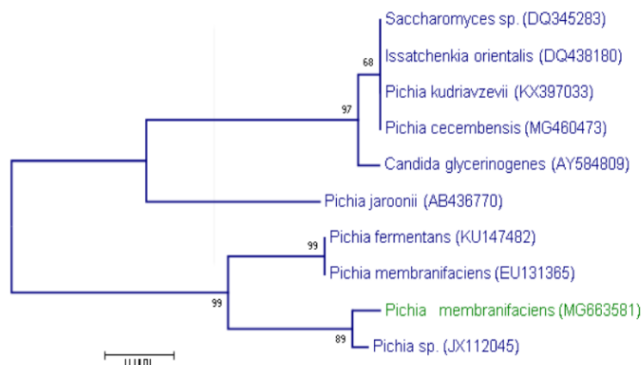 Saccharomyces sp. (DQ345283)
68
Issatchenkia orientalis (DQ438180)
Pichia kudriavzevii (KX397033)
97
Pichia cecembensis (MG460473)
Candida glycerinogenes (AY584809)
Pichia jaroonii (AB436770)
Pichia fermentans (KU147482)
99
Pichia membranifaciens (EU131365)
99
Pichia membranifaciens (MG663581)
89
Pichia sp. (JX112045)